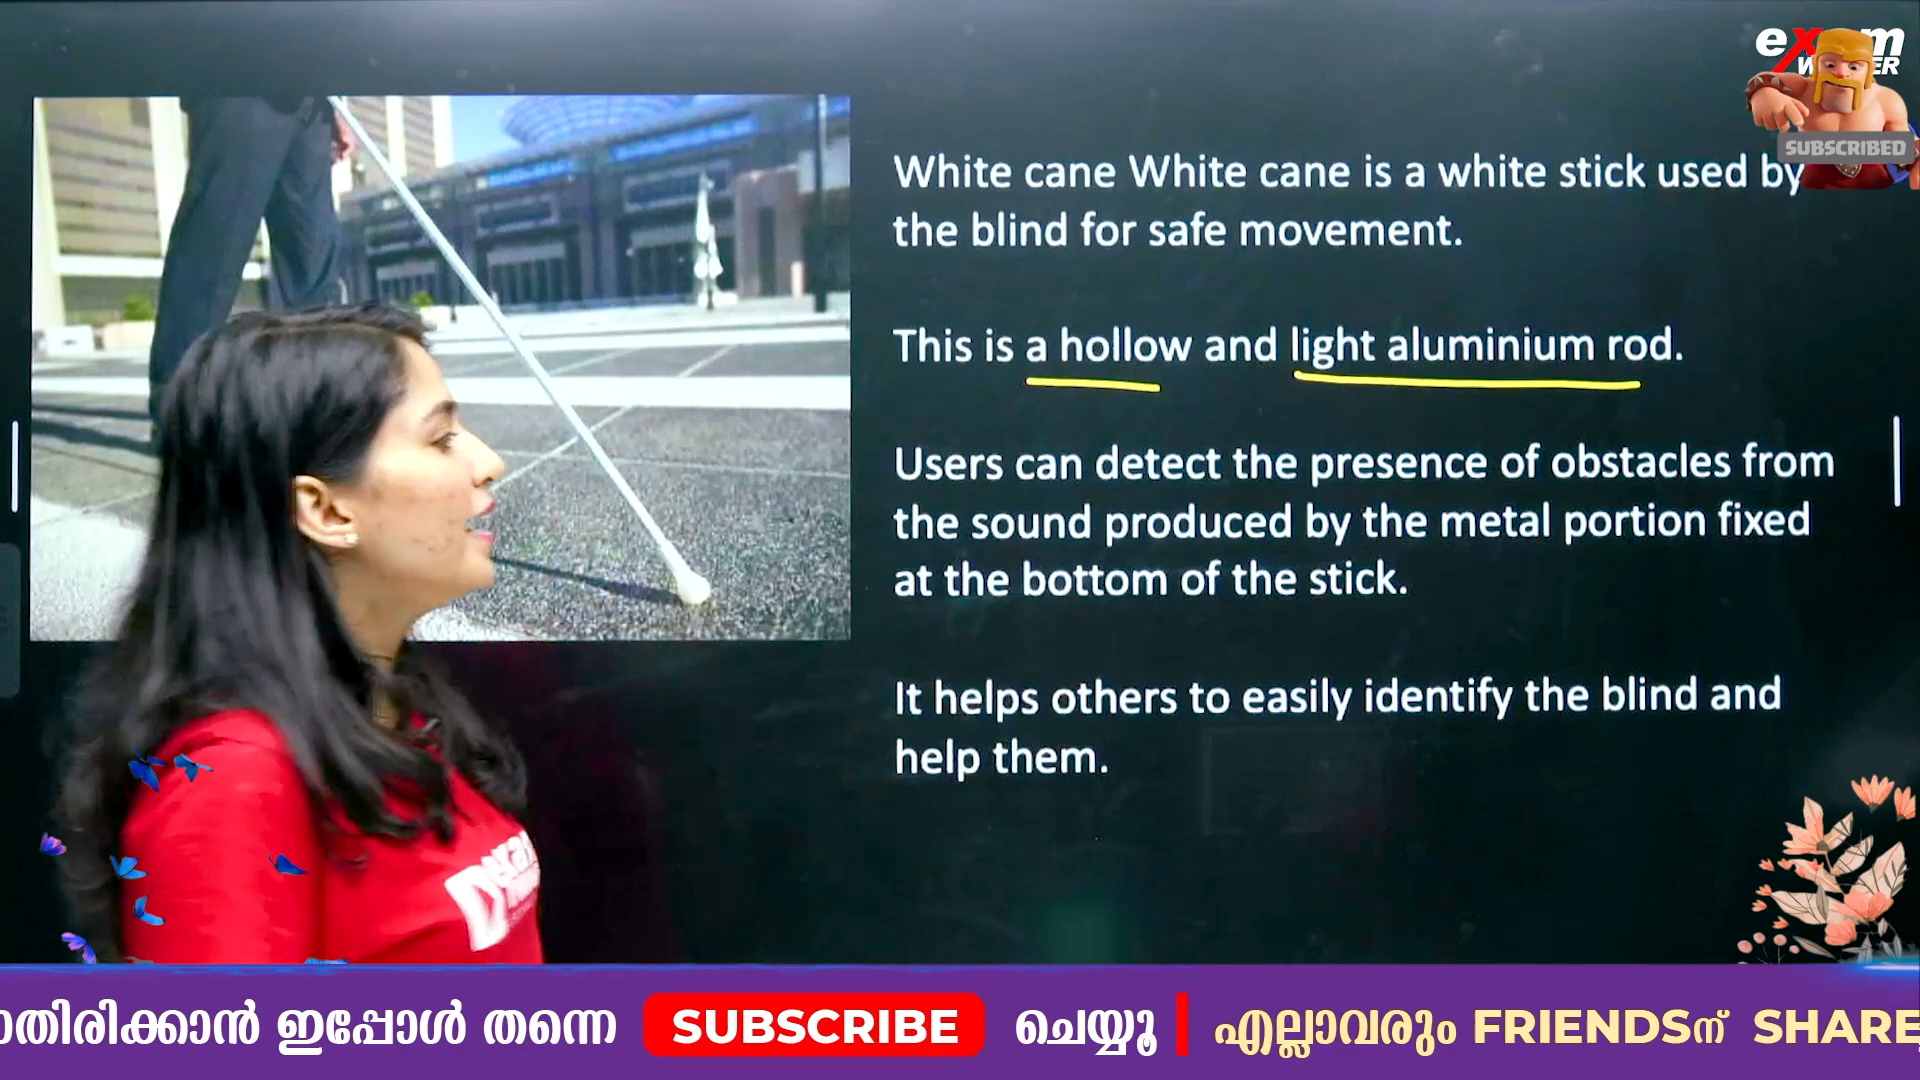 SUBSCRIBED
White cane White cane is a white stick used by
the blind for safe movement.
This is a hollow and light aluminium rod.
Users can detect the presence of obstacles from
the sound produced by the metal portion fixed
at the bottom of the stick.
It helps others to easily identify the blind and
help them.
ഇപ്പോൾ തന്നെ SUBSCRIBE ചെയ്യൂ | എല്ലാവരും FRIENDSന് SHARE